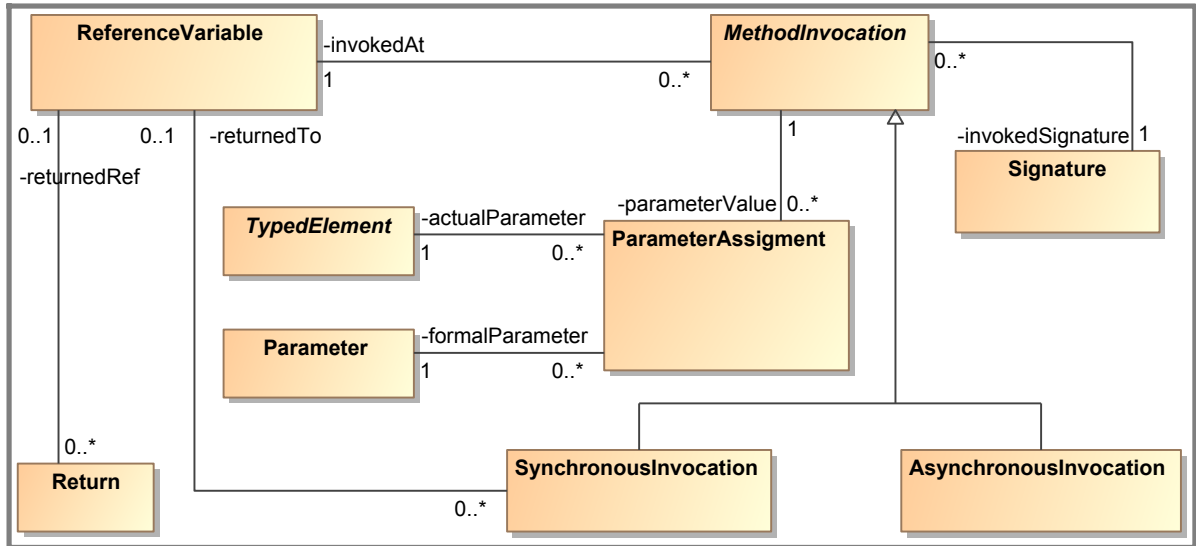 ReferenceVariable
-invokedAt
1
0..*
MethodInvocation
0..*
-invokedSignature
1
Signature
0..1
-returnedRef
0..1
-returnedTo
1
-parameterValue
0..*
TypedElement
-actualParameter
1
0..*
ParameterAssigment
Parameter
-formalParameter
1
0..*
0..*
Return
SynchronousInvocation
0..*
AsynchronousInvocation